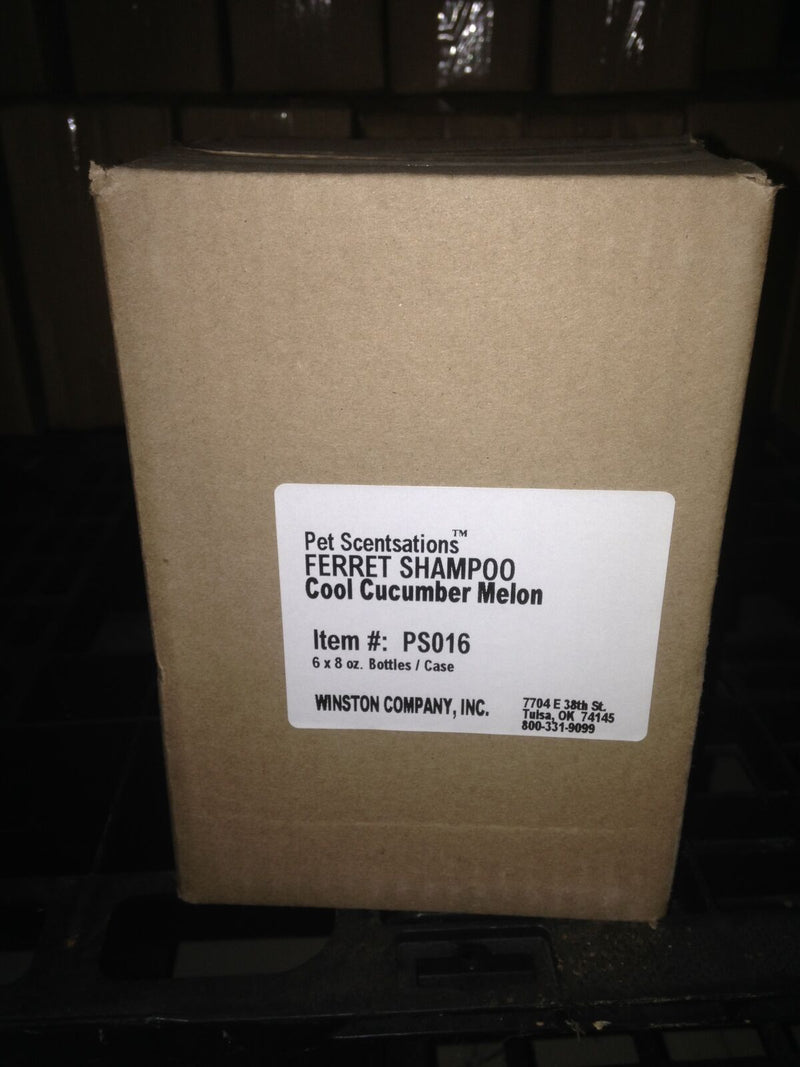 Pet Scentsations™
FERRET SHAMPOO
Cool Cucumber Melon
Item #: PS016
6 x 8 oz. Bottles / Case
WINSTON COMPANY, INC.
7704 E 38th St.
Tulsa, OK 74145
800-331-9099